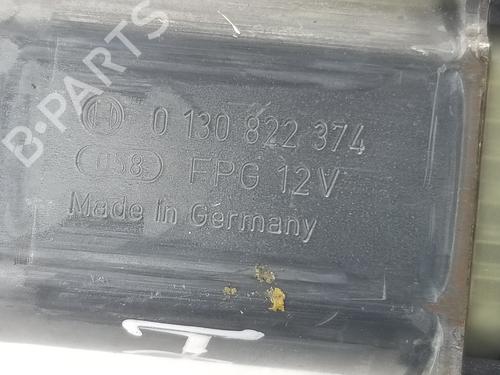 B-PARTS
0 130 822 374
058 FPG 12V
Made in Germany